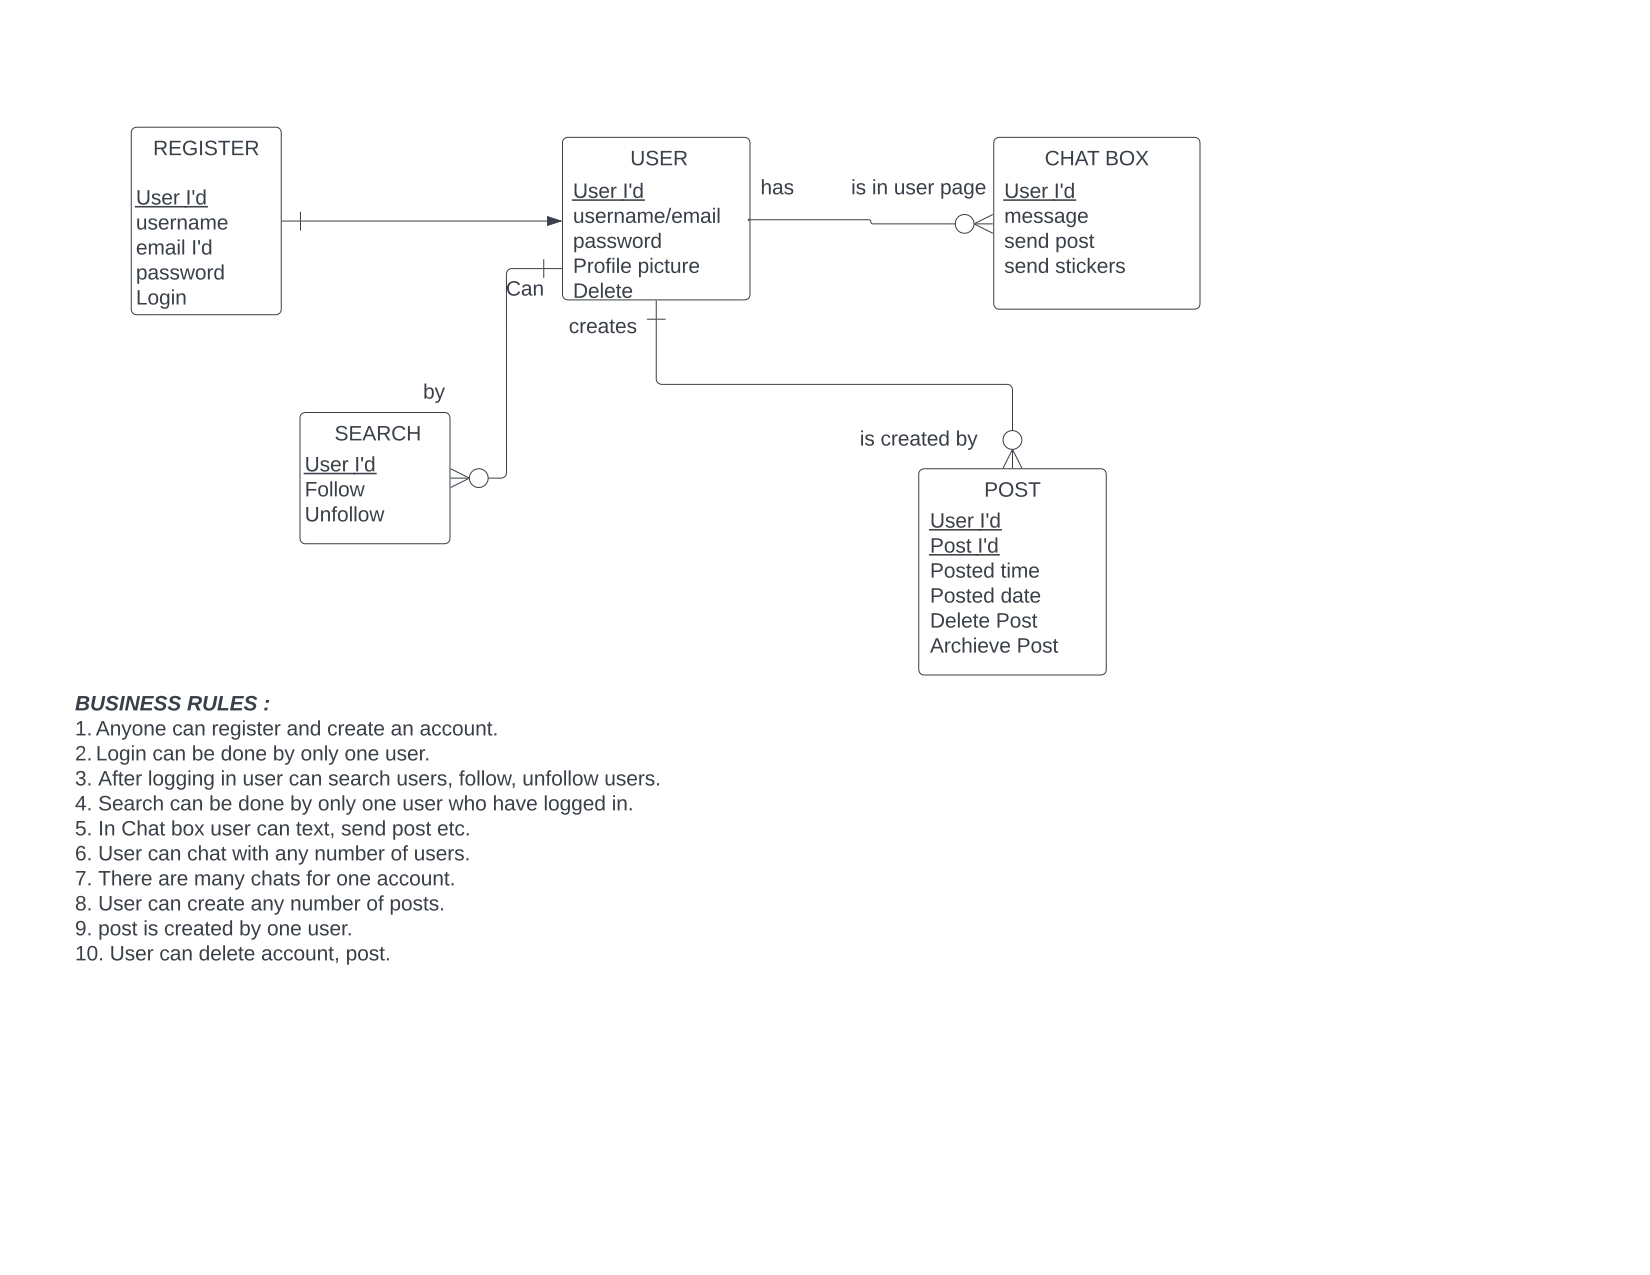 REGISTER
User I'd
username
email I'd
password
Login
USER
User I'd
username/email
password
Profile picture
Delete
has
is in user page
CHAT BOX
User I'd
message
send post
send stickers
Can
creates
by
SEARCH
User I'd
Follow
Unfollow
is created by
POST
User I'd
Post I'd
Posted time
Posted date
Delete Post
Archieve Post
BUSINESS RULES :
1. Anyone can register and create an account.
2. Login can be done by only one user.
3. After logging in user can search users, follow, unfollow users.
4. Search can be done by only one user who have logged in.
5. In Chat box user can text, send post etc.
6. User can chat with any number of users.
7. There are many chats for one account.
8. User can create any number of posts.
9. post is created by one user.
10. User can delete account, post.